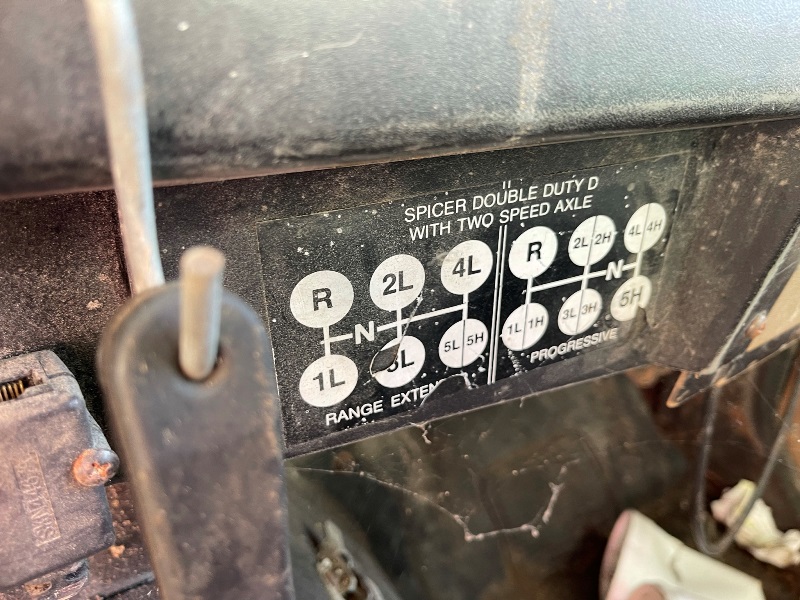 SPICER DOUBLE DUTY D
WITH TWO SPEED AXLE
R 2L 4L
N
1L 5L 5H
RANGE
R 2L 2H 4L 4H
N
1L 1H 3L 3H 5H
PROGRESSIVE